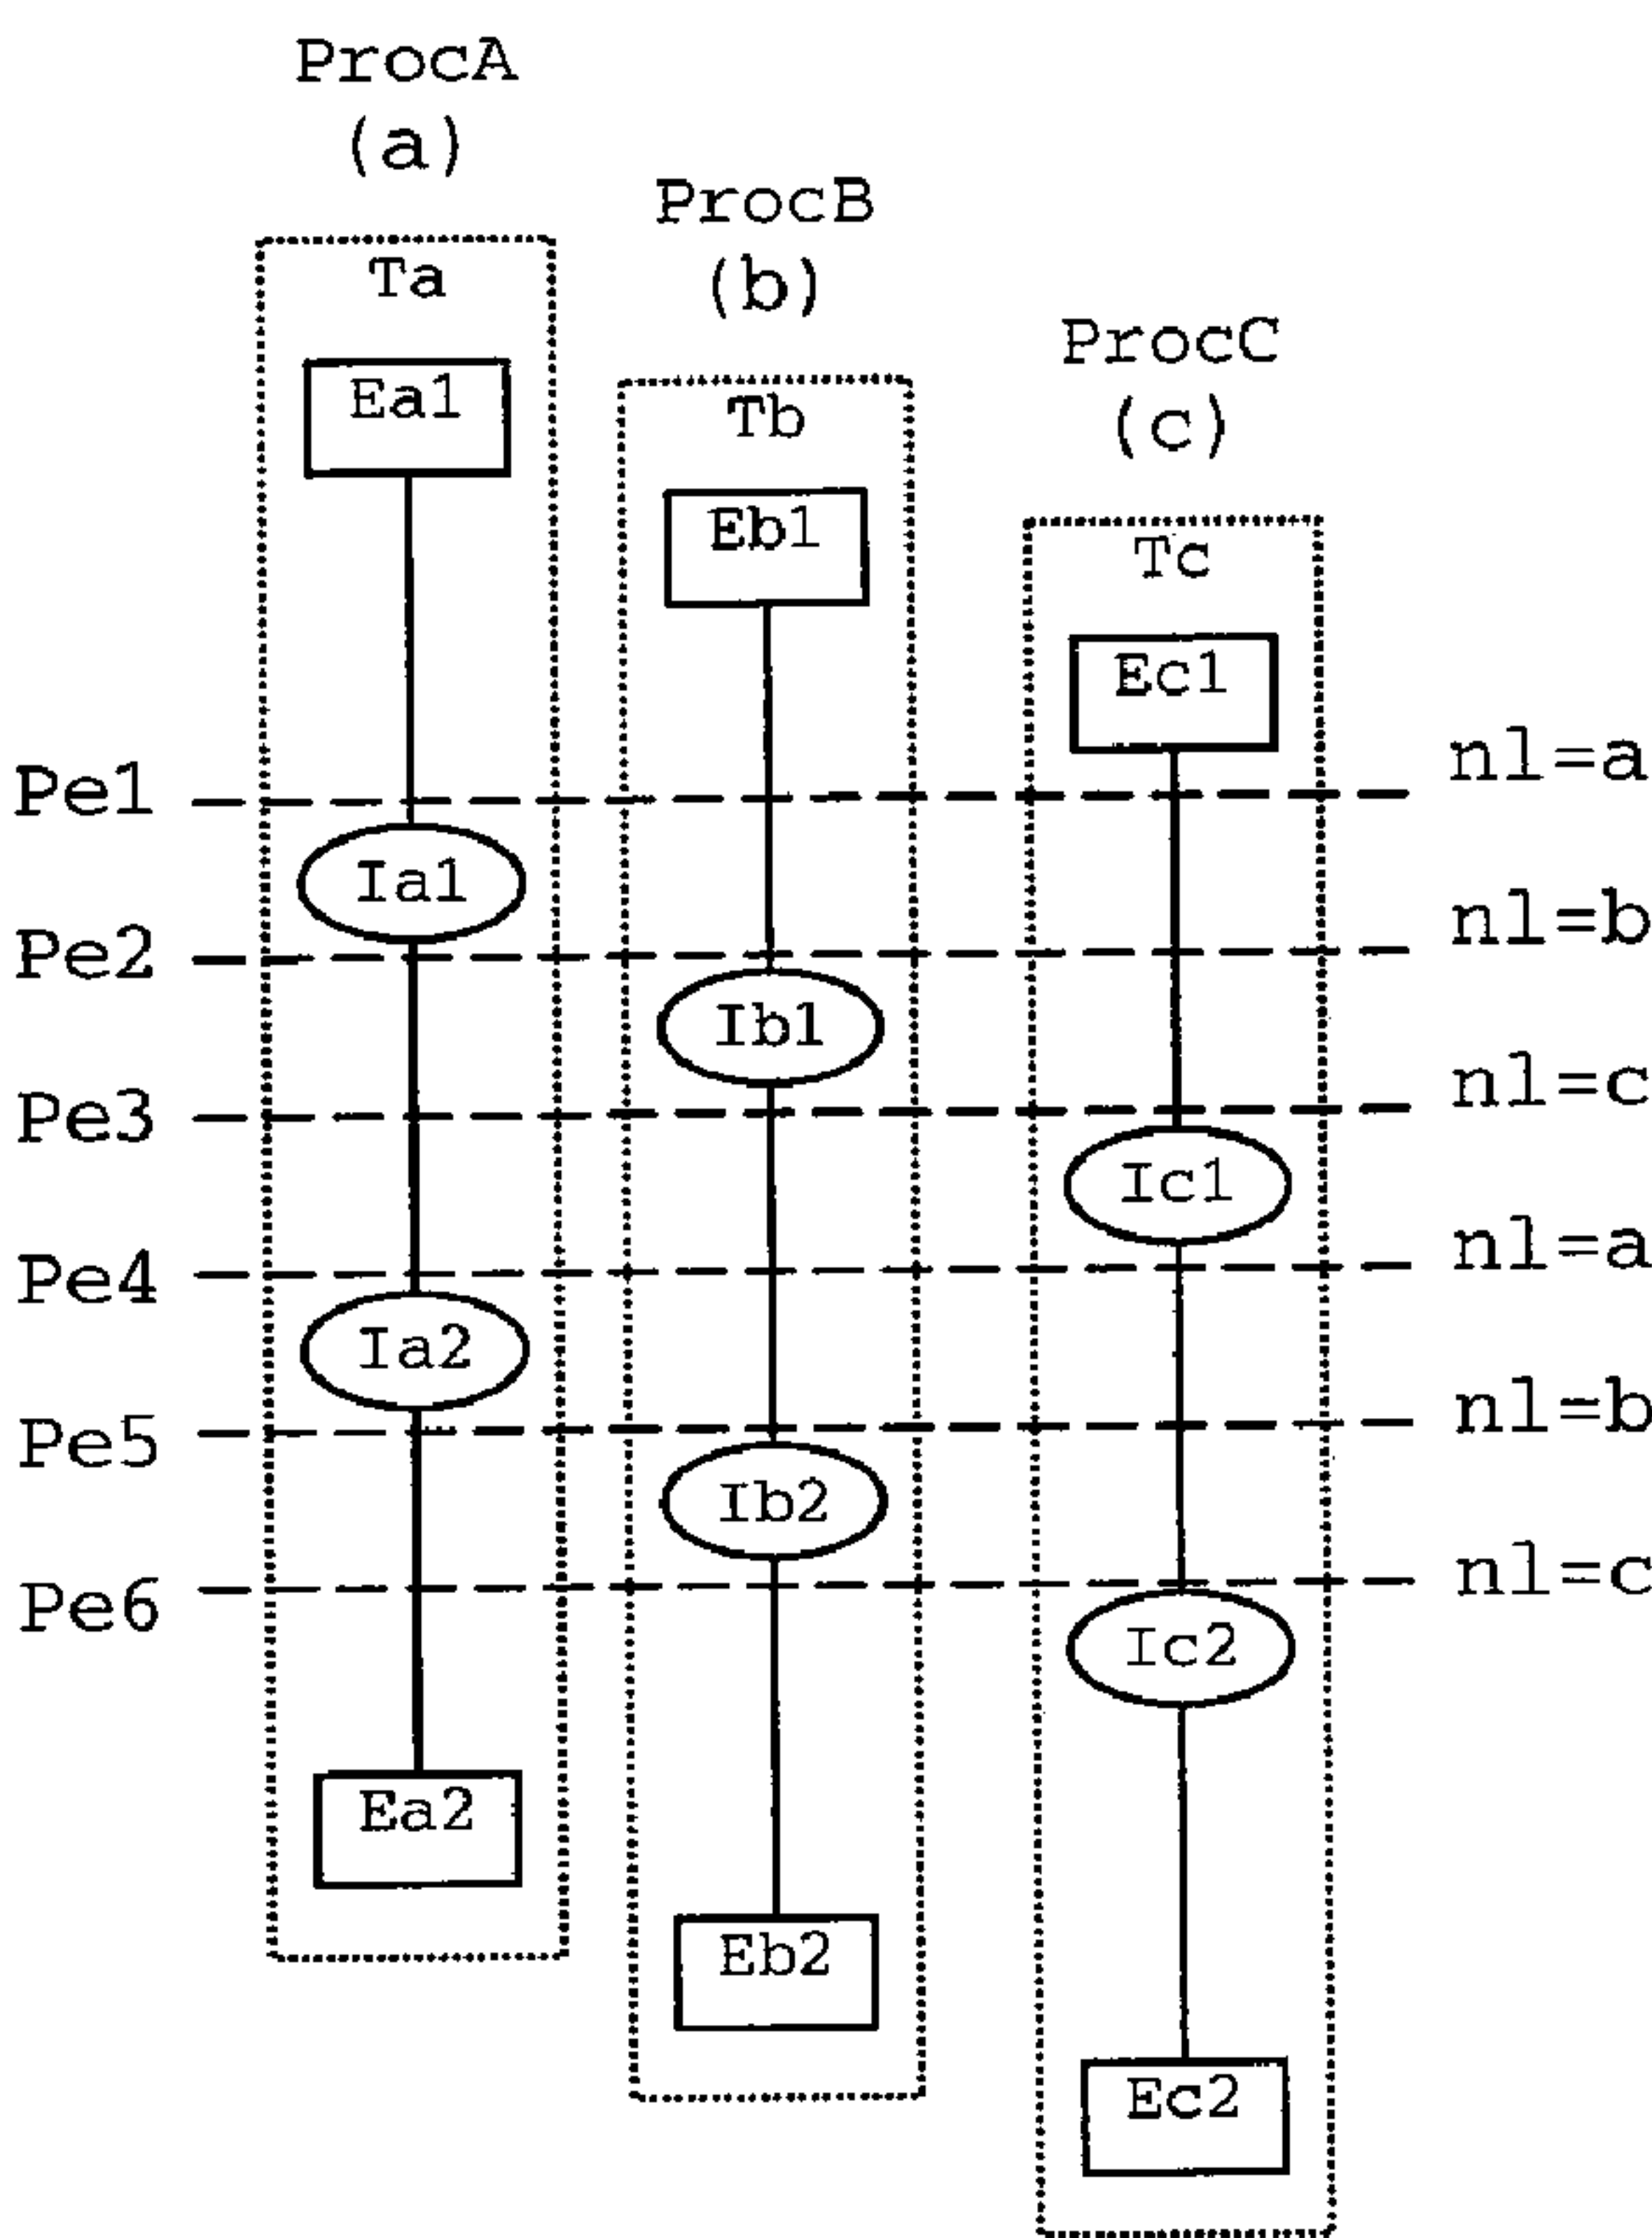 ProcA
(a)
ProcB
(b)
ProcC
(c)
Ta
Ea1
Tb
Eb1
Tc
Ec1
nl=a
Pe1
Ia1
nl=b
Pe2
Ib1
nl=c
Pe3
Ic1
nl=a
Pe4
Ia2
nl=b
Pe5
Ib2
nl=c
Pe6
Ic2
Ea2
Eb2
Ec2